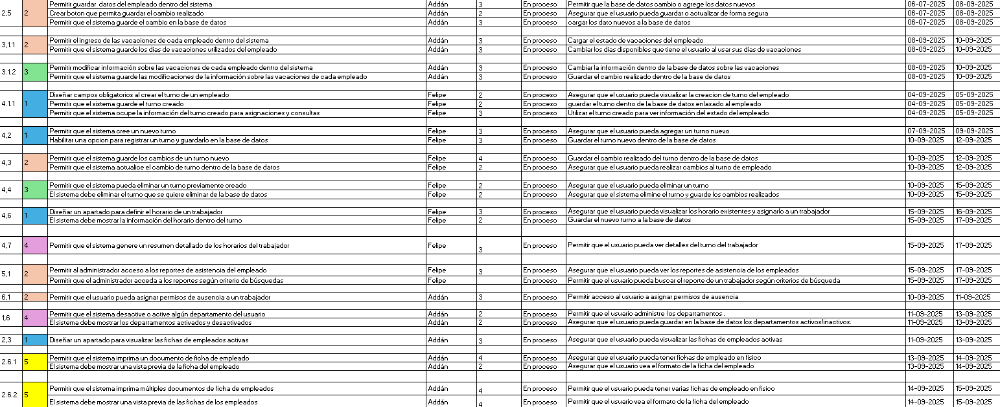 Permitir guardar datos del empleado dentro del sistema Addán 3 En proceso Permitir que la base de datos cambio o agrege los datos nuevos 06-07-2025 08-09-2025
2,5 2 Crear boton que permita guardar el cambio realizado Addán 2 En proceso Asegurar que el usuario pueda guardar o actualizar de forma segura 06-07-2025 08-09-2025
Permitir que el sistema guarde el cambio en la base de datos Addán 3 En proceso cargar los dato nuevos a la base de datos 06-07-2025 08-09-2025
3,1.1 2 Permitir el ingreso de las vacaciones de cada empleado dentro del sistema Addán 3 En proceso Cargar el estado de vacaciones del empleado 08-09-2025 10-09-2025
Permitir que el sistema guarde los dias de vacaciones utilizados del empleado Addán 3 En proceso Cambiar los dias disponibles que tiene el usuario al usar sus dias de vacaciones 08-09-2025 10-09-2025
3.1.2 3 Permitir modificar información sobre las vacaciones de cada empleado dentro del sistema Addán 3 En proceso Cambiar la información dentro de la base de datos sobre las vacaciones 08-09-2025 10-09-2025
Permitir que el sistema guarde las modificaciones de la información sobre las vacaciones de cada empleado Addán 3 En proceso Guardar el cambio realizado dentro de la base de datos 08-09-2025 10-09-2025
Diseñar campos obligatorios al crear el turno de un empleado Felipe 2 En proceso Asegurar que el usuario pueda visualizar la creacion de turno del empleado 04-09-2025 05-09-2025
4.1.1 1 Permitir que el sistema guarde el turno creado Felipe 2 En proceso guardar el turno dentro de la base de datos enlasado al empleado 04-09-2025 05-09-2025
Permitir que el sistema ocupe la información del turno creado para asignaciones y consultas Felipe 3 En proceso Utilizar el turno creado para ver información del estado del empleado 04-09-2025 05-09-2025
4,2 1 Permitir que el sistema cree un nuevo turno Felipe 3 En proceso Asegurar que el usuario pueda agregar un turno nuevo 07-09-2025 09-09-2025
Habilitar una opcion para registrar un turno y guardarlo en la base de datos Felipe 3 En proceso Guardar el turno nuevo dentro de la base de datos 10-09-2025 12-09-2025
4,3 2 Permitir que el sistema guarde los cambios de un turno nuevo Felipe 4 En proceso Guardar el cambio realizado del turno dentro de la base de datos 10-09-2025 12-09-2025
Permitir que el sistema actualice el cambio de turno dentro de la base de datos Felipe 2 En proceso Asegurar que el usuario pueda realizar cambios al turno de empleado 10-09-2025 12-09-2025
4,4 3 Permitir que el sistema pueda eliminar un turno previamente creado Felipe 2 En proceso Asegurar que el usuario pueda eliminar un turno 10-09-2025 15-09-2025
El sistema debe eliminar el turno que se quiere eliminar de la base de datos Felipe 2 En proceso Asegurar que el sistema elimine el turno y guarde los cambios realizados 10-09-2025 15-09-2025
4,6 1 Diseñar un apartado para definir el horario de un trabajador Felipe 3 En proceso Asegurar que el usuario pueda visualizar los horario existentes y asignarlo a un trabajador 15-09-2025 16-09-2025
El sistema debe mostrar la información del horario dentro del turno Felipe 2 En proceso Guardar el nuevo turno a la base de datos 15-09-2025 17-09-2025
4,7 4 Permitir que el sistema genere un resumen detallado de los horarios del trabajador Felipe 3 En proceso Permitir que el usuario pueda ver detalles del turno del trabajador 15-09-2025 17-09-2025
5,1 2 Permitir al administrador acceso a los reportes de asistencia del empleado Felipe 3 En proceso Asegurar que el usuario pueda ver los reportes de asistencia de los empleados 15-09-2025 17-09-2025
Permitir que el administrador acceda a los reportes según criterio de búsquedas Felipe En proceso Permitir que el usuario pueda buscar el reporte de un trabajador según criterios de búsqueda 15-09-2025 17-09-2025
6,1 2 Permitir que el usuario pueda asignar permisos de ausencia a un trabajador Addán 3 En proceso Permitir acceso al usuario a asignar permisos de ausencia 10-09-2025 11-09-2025
1,6 4 Permitir que el sistema desactive o active algún departamento del usuario Addán 2 En proceso Permitir que el usuario administre los departamentos . 11-09-2025 13-09-2025
El sistema debe mostrar los departamentos activados y desactivados Addán 2 En proceso Asegurar que el usuario pueda guardar en la base de datos los departamentos activos/inactivos. 11-09-2025 13-09-2025
2,3 1 Diseñar un apartado para visualizar las fichas de empleados activas Addán 3 En proceso Asegurar que el usuario pueda visualizar las fichas de empleados activas 11-09-2025 13-09-2025
2.6.1 5 Permitir que el sistema imprima un documento de ficha de empleado Addán 4 En proceso Asegurar que el usuario pueda tener fichas de empleado en fisico 13-09-2025 14-09-2025
El sistema debe mostrar una vista previa de la ficha del empleado Addán 2 En proceso Asegurar que el usuario vea el formato de la ficha del empleado 13-09-2025 14-09-2025
2.6.2 5 Permitir que el sistema imprima múltiples documentos de ficha de empleados Addán 4 En proceso Permitir que el usuario pueda tener varias fichas de empleado en fisico 14-09-2025 15-09-2025
El sistema debe mostrar una vista previa de las fichas de los empleados Addán 4 En proceso Permitir que el usuario vea el formato de la ficha del empleado 14-09-2025 15-09-2025